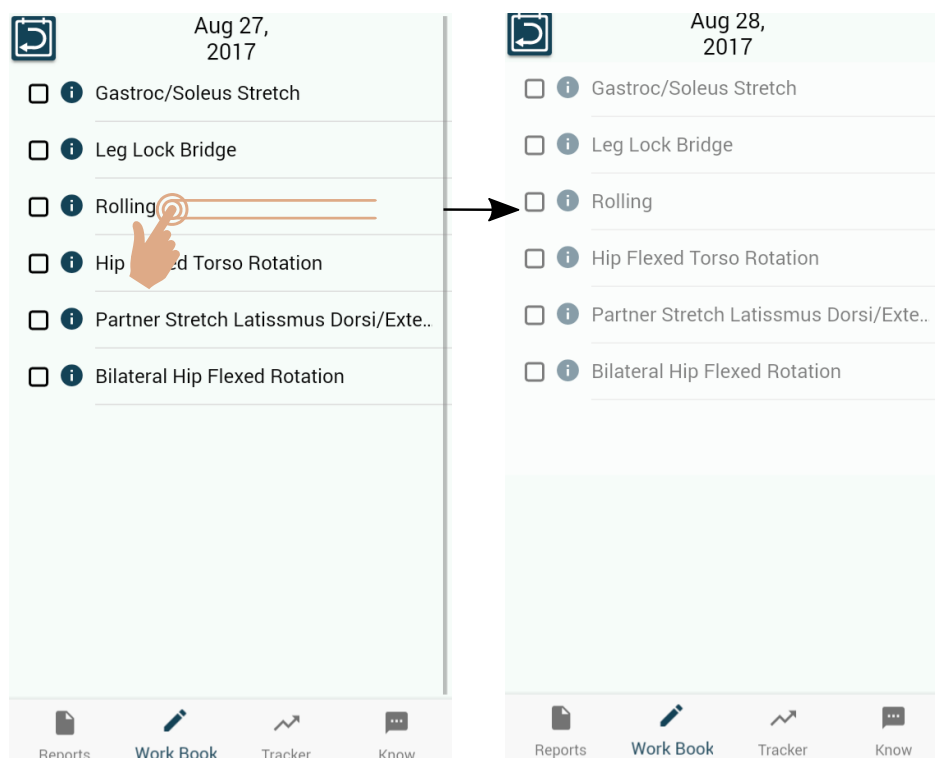 Aug 27,
2017
Gastroc/Soleus Stretch
Leg Lock Bridge
Rolling
Hip ed Torso Rotation
Partner Stretch Latissmus Dorsi/Exte..
Bilateral Hip Flexed Rotation
Reports Work Book Tracker Know
Aug 28,
2017
Gastroc/Soleus Stretch
Leg Lock Bridge
Rolling
Hip Flexed Torso Rotation
Partner Stretch Latissmus Dorsi/Exte..
Bilateral Hip Flexed Rotation
Reports Work Book Tracker Know